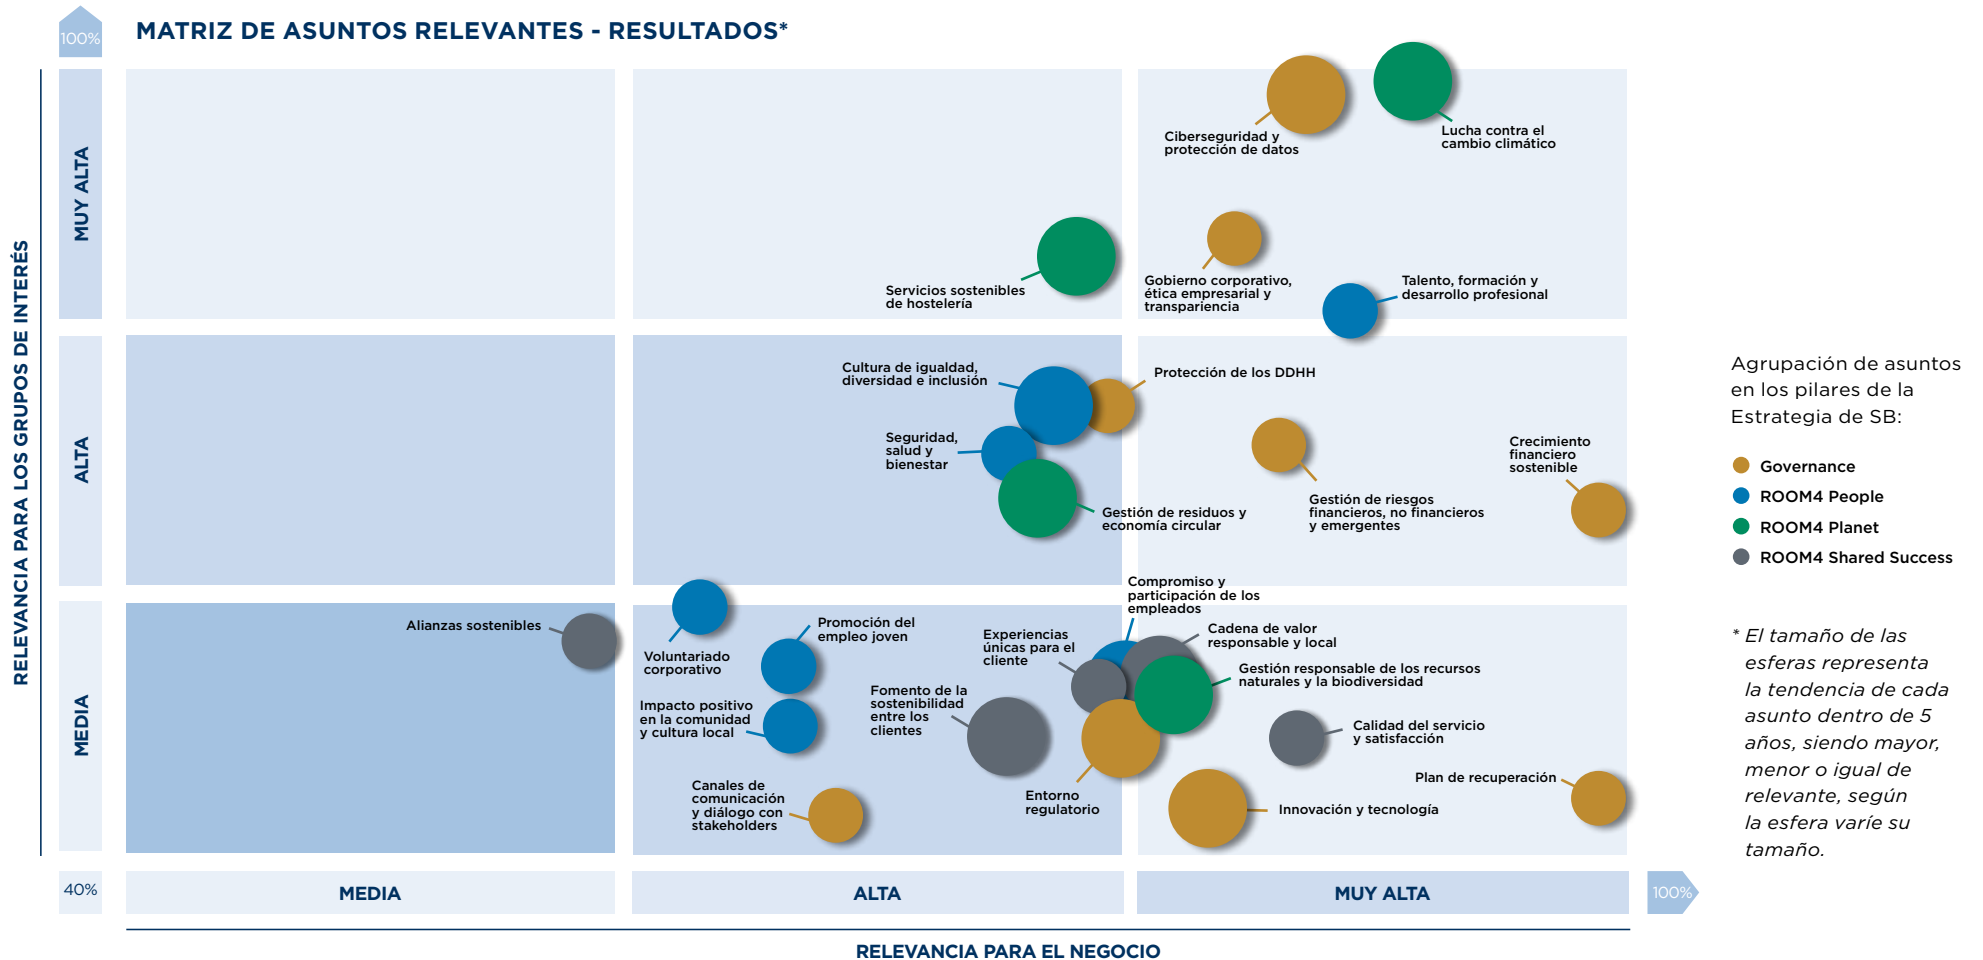 100%
MATRIZ DE ASUNTOS RELEVANTES - RESULTADOS*
RELEVANCIA PARA LOS GRUPOS DE INTERÉS
MUY ALTA
ALTA
MEDIA
Ciberseguridad y
protección de datos
Lucha contra el
cambio climático
Servicios sostenibles
de hostelería
Gobierno corporativo,
ética empresarial y
transparencia
Talento, formación y
desarrollo profesional
Cultura de igualdad,
diversidad e inclusión
Protección de los DDHH
Seguridad,
salud y
bienestar
Gestión de residuos y
economía circular
Gestión de riesgos
financieros, no financieros
y emergentes
Crecimiento
financiero
sostenible
Alianzas sostenibles
Voluntariado
corporativo
Promoción del
empleo joven
Impacto positivo
en la comunidad
y cultura local
Canales de
comunicación
y diálogo con
stakeholders
Fomento de la
sostenibilidad
entre los
clientes
Experiencias
únicas para el
cliente
Compromiso y
participación de los
empleados
Cadena de valor
responsable y local
Gestión responsable de los recursos
naturales y la biodiversidad
Entorno
regulatorio
Calidad del servicio
y satisfacción
Plan de recuperación
Innovación y tecnología
40%
MEDIA
ALTA
MUY ALTA
100%
RELEVANCIA PARA EL NEGOCIO
Agrupación de asuntos
en los pilares de la
Estrategia de SB:
Governance
ROOM4 People
ROOM4 Planet
ROOM4 Shared Success
* El tamaño de las
esferas representa
la tendencia de cada
asunto dentro de 5
años, siendo mayor,
menor o igual de
relevante, según
la esfera varíe su
tamaño.